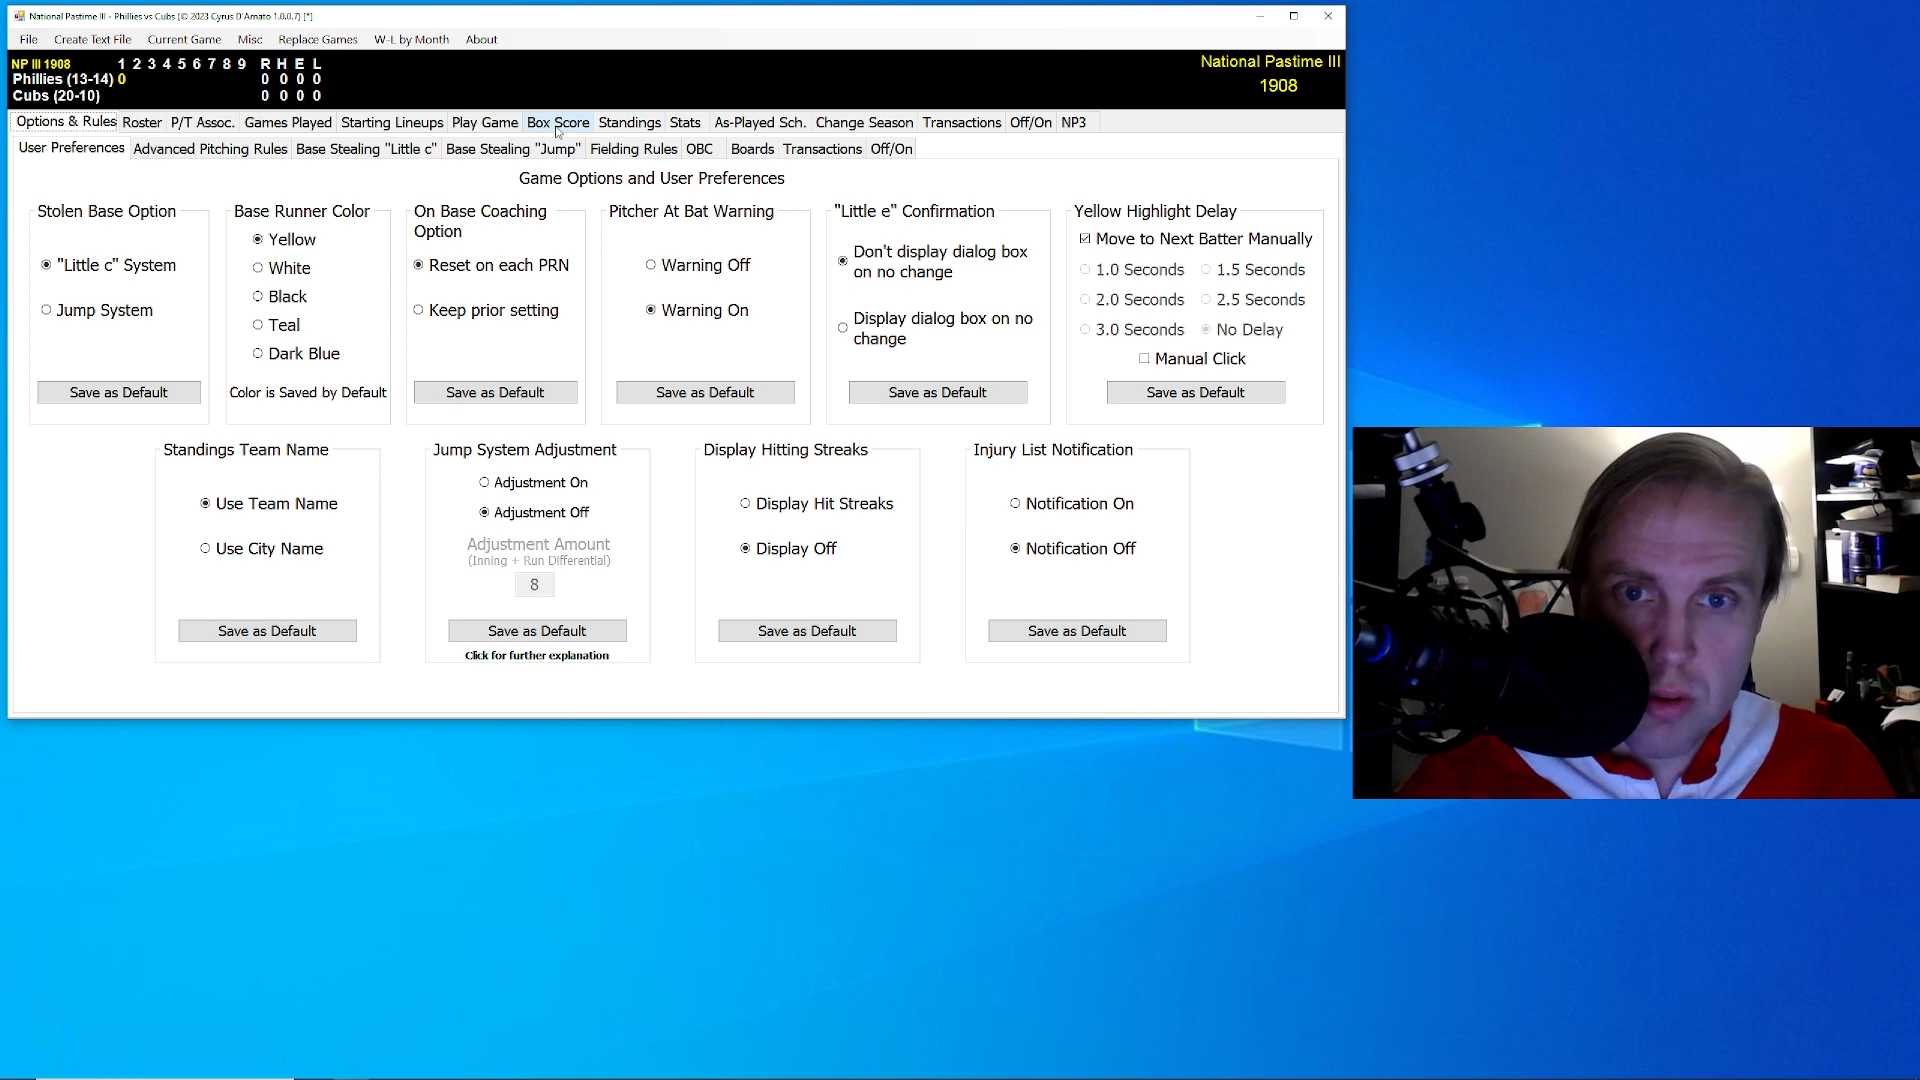 National Pastime III - Phillies vs Cubs (© 2023 Cyrus D'Amato 1.0.0.7) [*]
File Create Text File Current Game Misc Replace Games W-L by Month About
NP III 1908 1 2 3 4 5 6 7 8 9 R H E L
Phillies (13-14) 0 0 0 0 0
Cubs (20-10) 0 0 0 0
National Pastime III
1908
Options & Rules Roster P/T Assoc. Games Played Starting Lineups Play Game Box Score Standings Stats As-Played Sch. Change Season Transactions Off/On NP3
User Preferences Advanced Pitching Rules Base Stealing "Little c" Base Stealing "Jump" Fielding Rules OBC Boards Transactions Off/On
Game Options and User Preferences
Stolen Base Option
"Little c" System
Jump System
Save as Default
Base Runner Color
Yellow
White
Black
Teal
Dark Blue
Color is Saved by Default
On Base Coaching
Option
Reset on each PRN
Keep prior setting
Save as Default
Pitcher At Bat Warning
Warning Off
Warning On
Save as Default
"Little e" Confirmation
Don't display dialog box
on no change
Display dialog box on no
change
Save as Default
Yellow Highlight Delay
Move to Next Batter Manually
1.0 Seconds 1.5 Seconds
2.0 Seconds 2.5 Seconds
3.0 Seconds No Delay
Manual Click
Save as Default
Standings Team Name
Use Team Name
Use City Name
Save as Default
Jump System Adjustment
Adjustment On
Adjustment Off
Adjustment Amount
(Inning + Run Differential)
8
Save as Default
Click for further explanation
Display Hitting Streaks
Display Hit Streaks
Display Off
Save as Default
Injury List Notification
Notification On
Notification Off
Save as Default